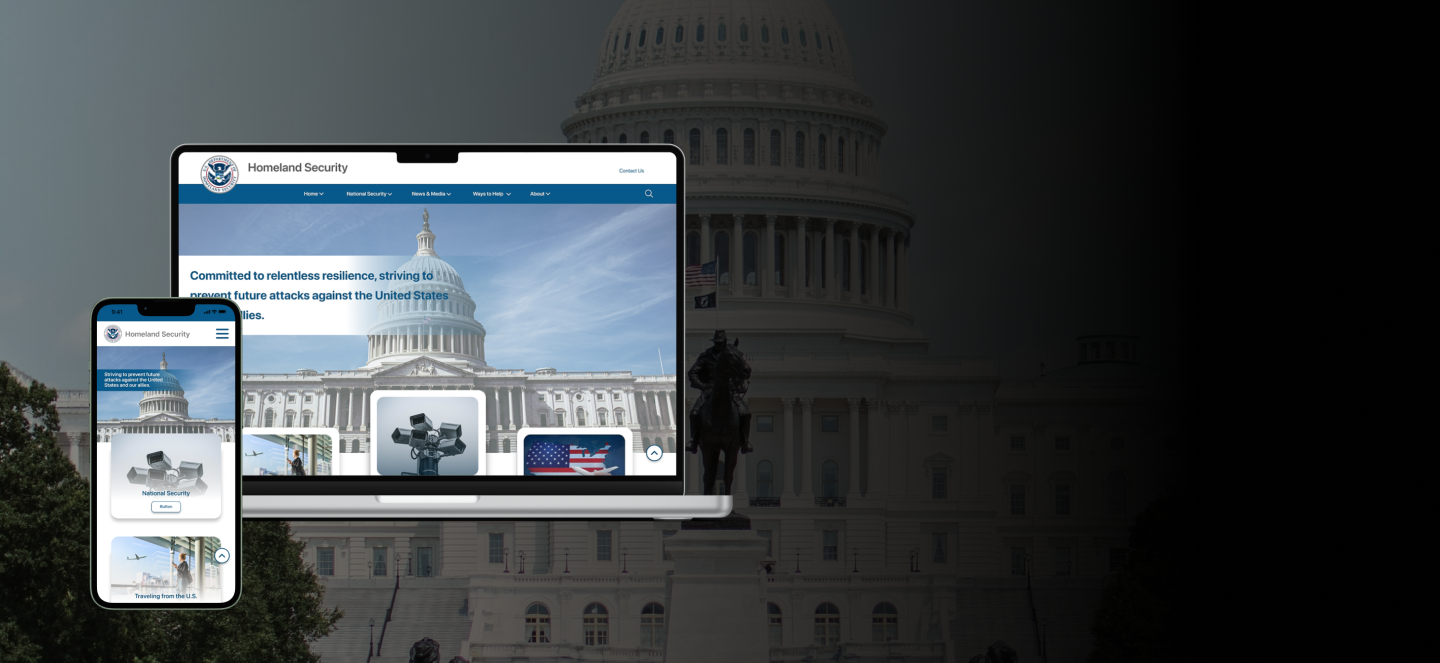 Homeland Security
Contact Us
Home
National Security
News & Media
Ways to Help
About
Committed to relentless resilience, striving to
prevent future attacks against the United States
llies.
9:41
Homeland Security
Striving to prevent future
attacks against the United
States and our allies.
National Security
Button
Traveling from the U.S.